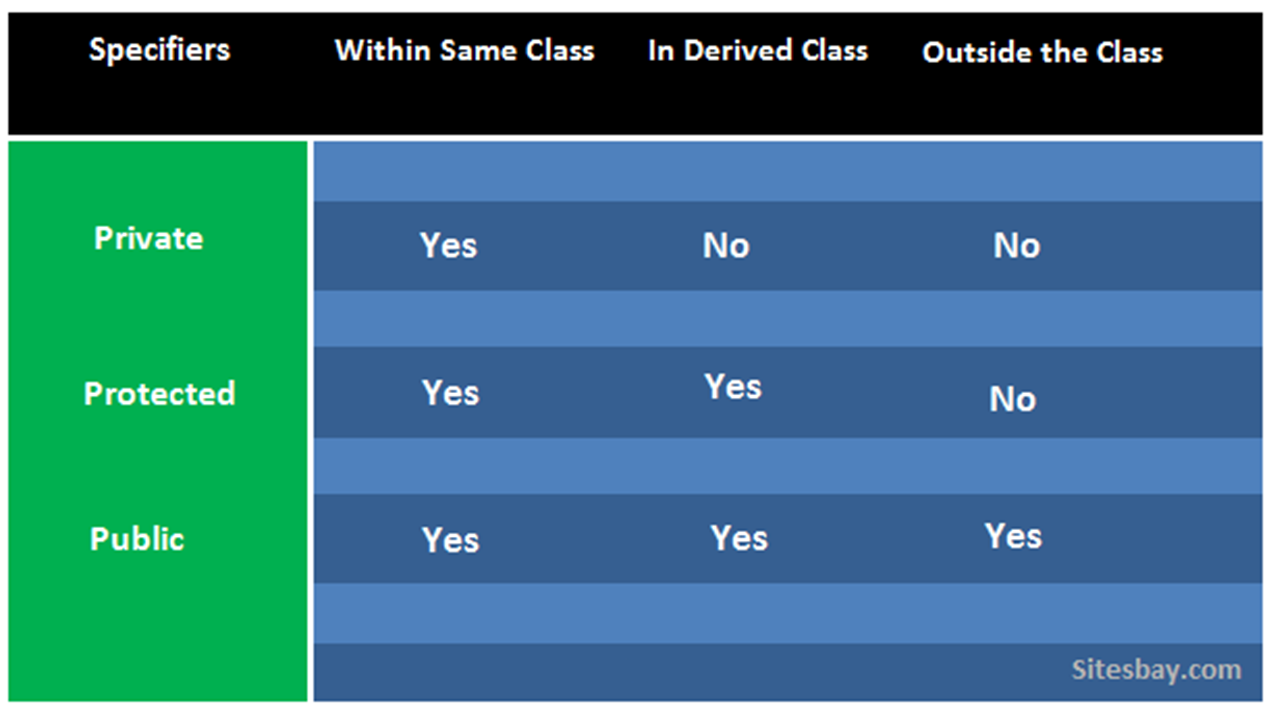 Specifiers Within Same Class In Derived Class Outside the Class
Private Yes No No
Protected Yes Yes No
Public Yes Yes Yes
Sitesbay.com